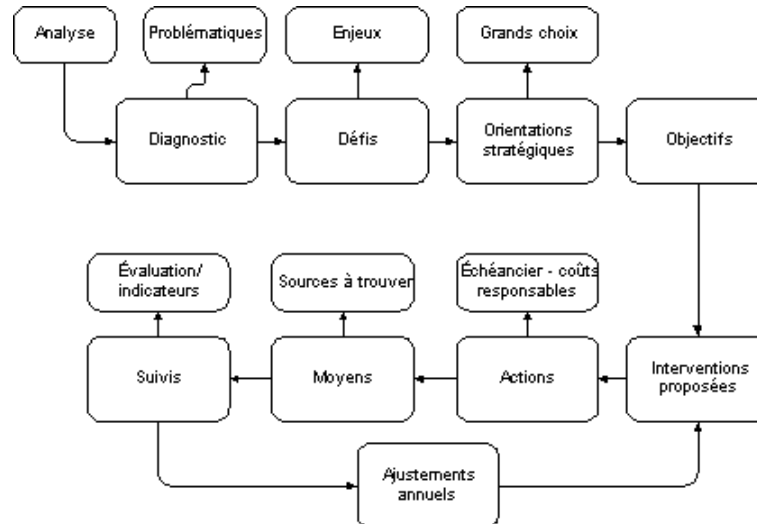 Analyse
Problématiques
Enjeux
Grands choix
Diagnostic
Défis
Orientations
stratégiques
Objectifs
Évaluation/
indicateurs
Sources à trouver
Échéancier - coûts
responsables
Suivis
Moyens
Actions
Interventions
proposées
Ajustements
annuels